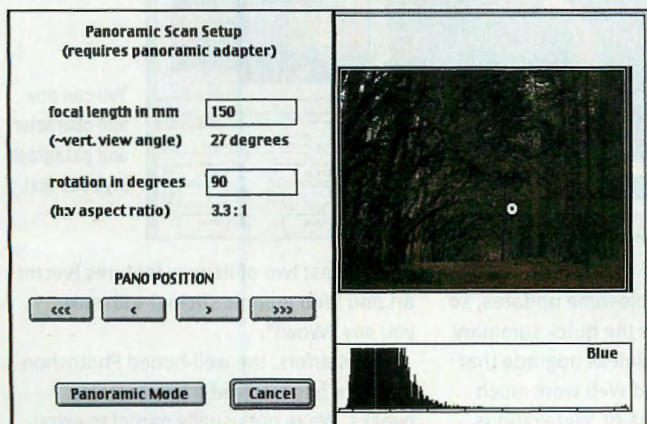 Panoramic Scan Setup
(requires panoramic adapter)
focal length in mm 150
(~vert. view angle) 27 degrees
rotation in degrees 90
(h:v aspect ratio) 3.3 : 1
PANO POSITION
<<< < > >>>
Panoramic Mode Cancel
Blue